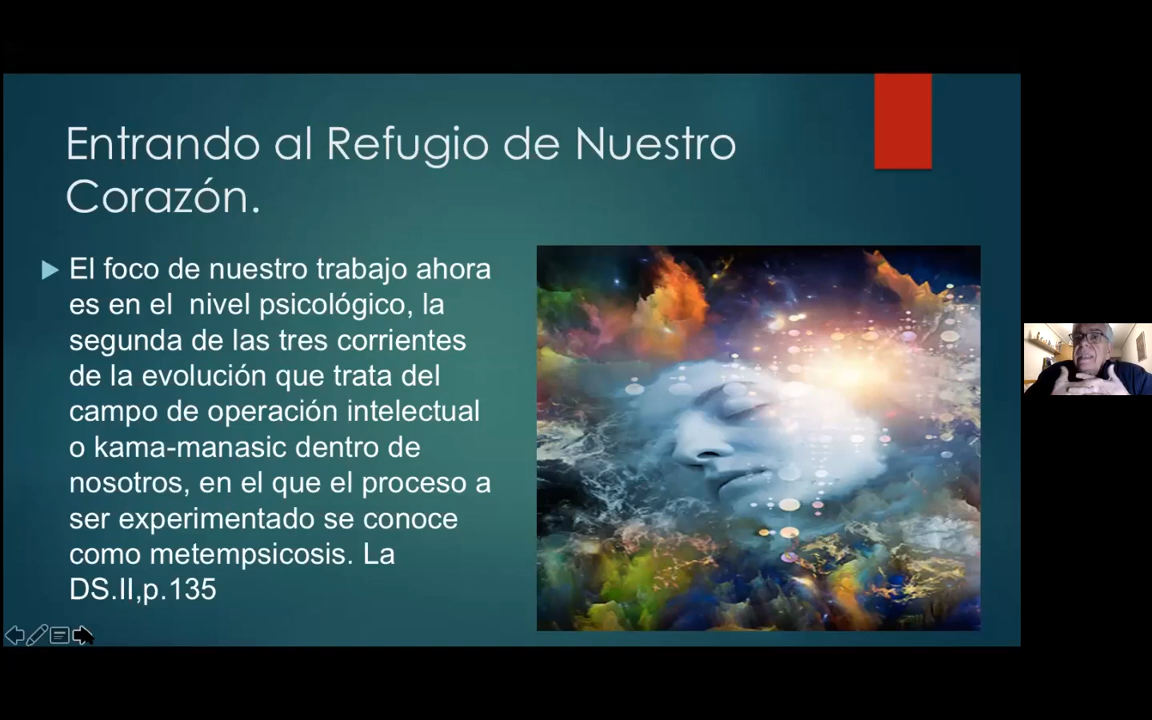 Entrando al Refugio de Nuestro
Corazón.
El foco de nuestro trabajo ahora
es en el nivel psicológico, la
segunda de las tres corrientes
de la evolución que trata del
campo de operación intelectual
o kama-manasic dentro de
nosotros, en el que el proceso a
ser experimentado se conoce
como metempsicosis. La
DS.II,p.135